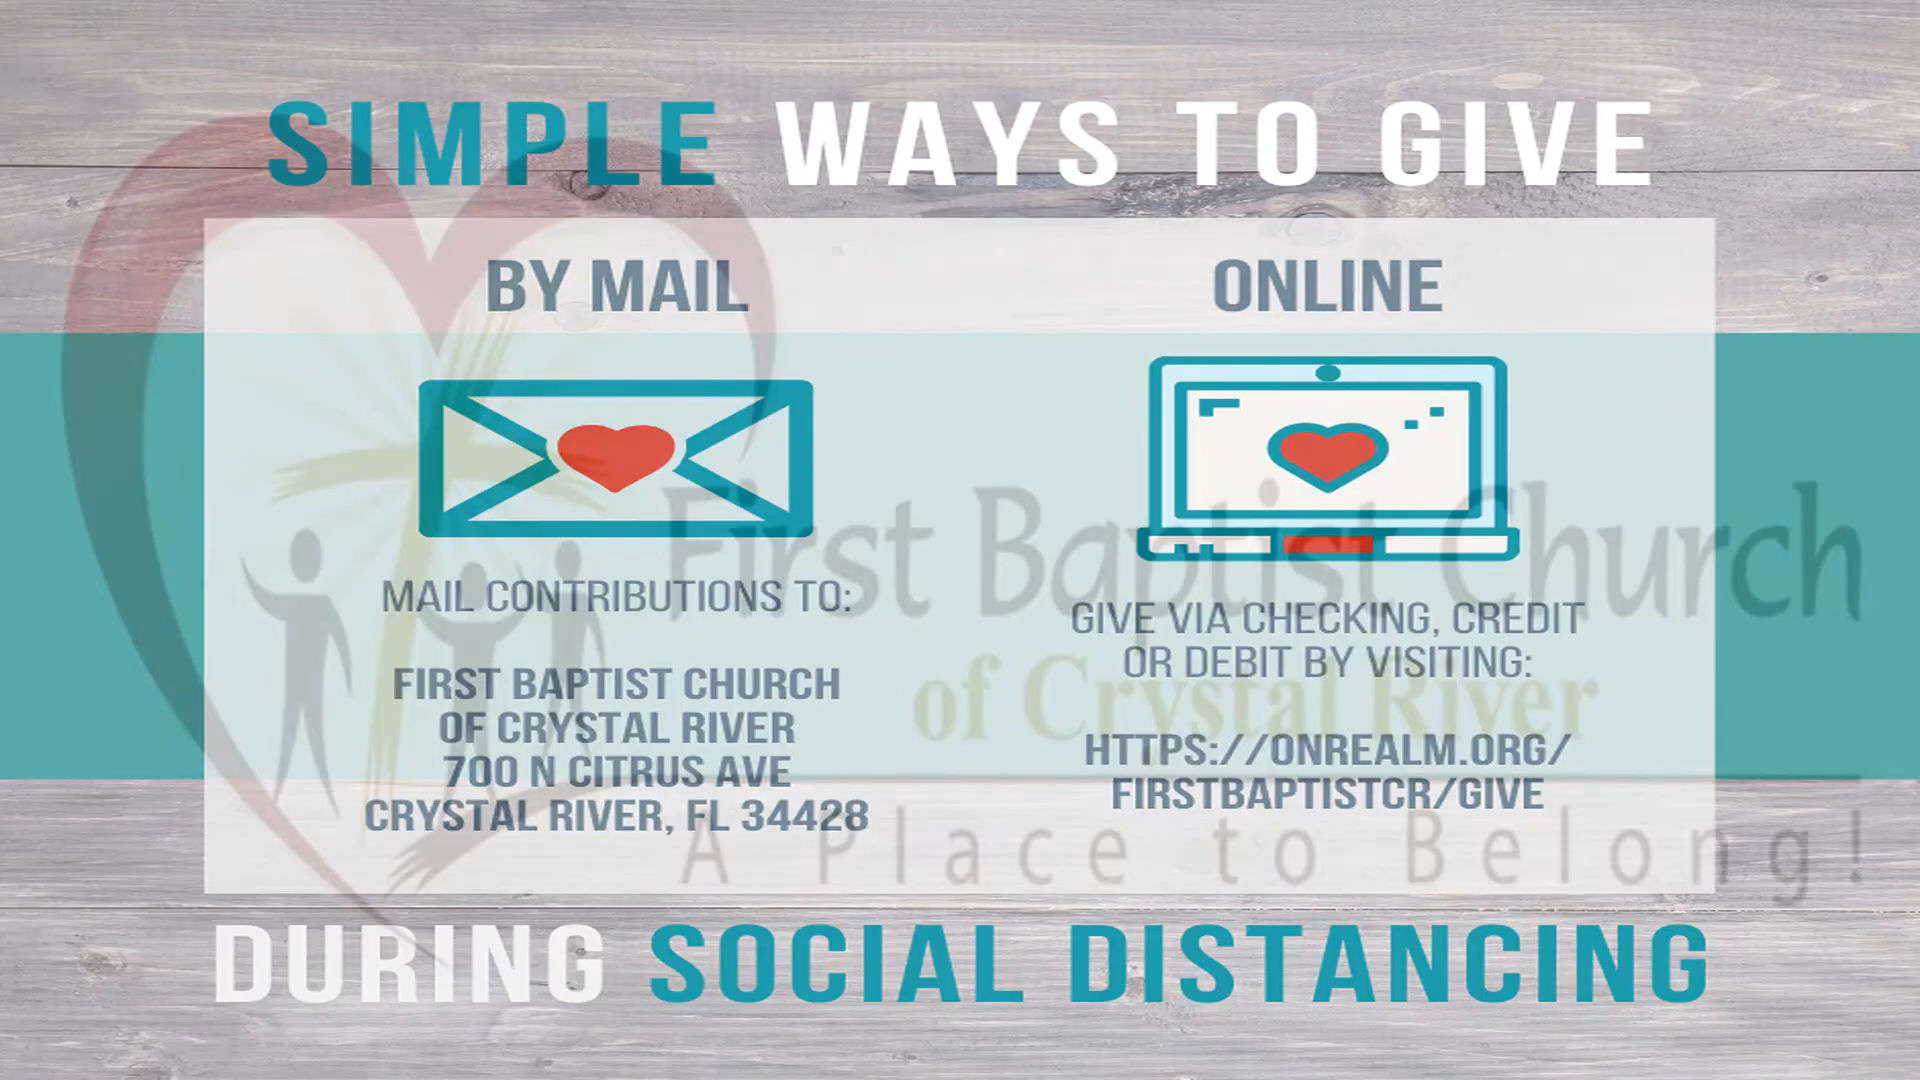 SIMPLE WAYS TO GIVE
BY MAIL
MAIL CONTRIBUTIONS TO:
FIRST BAPTIST CHURCH
OF CRYSTAL RIVER
700 N CITRUS AVE
CRYSTAL RIVER, FL 34428
ONLINE
GIVE VIA CHECKING, CREDIT
OR DEBIT BY VISITING:
HTTPS://ONREALM.ORG/
FIRSTBAPTISTCR/GIVE
First Baptist Church
of Crystal River
A Place to Belong!
DURING SOCIAL DISTANCING